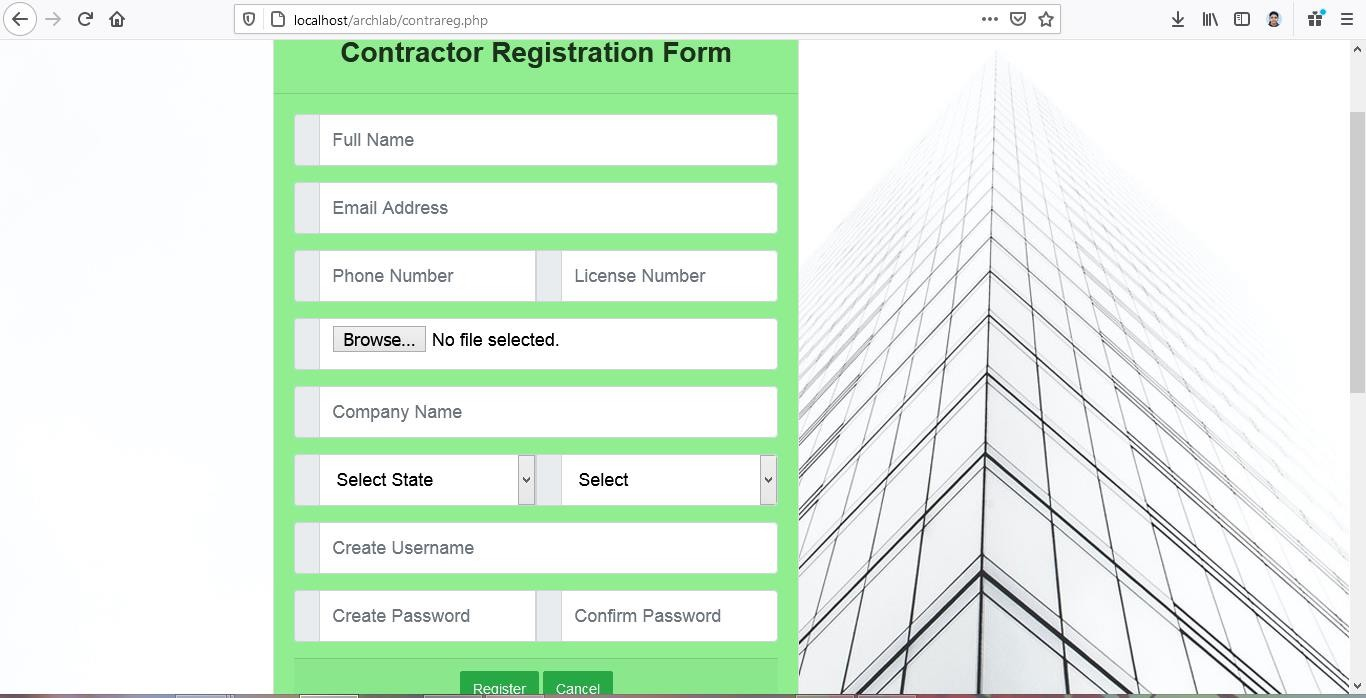 localhost/archlab/contrareg.php
Contractor Registration Form
Full Name
Email Address
Phone Number License Number
Browse... No file selected.
Company Name
Select State Select
Create Username
Create Password Confirm Password
Register Cancel